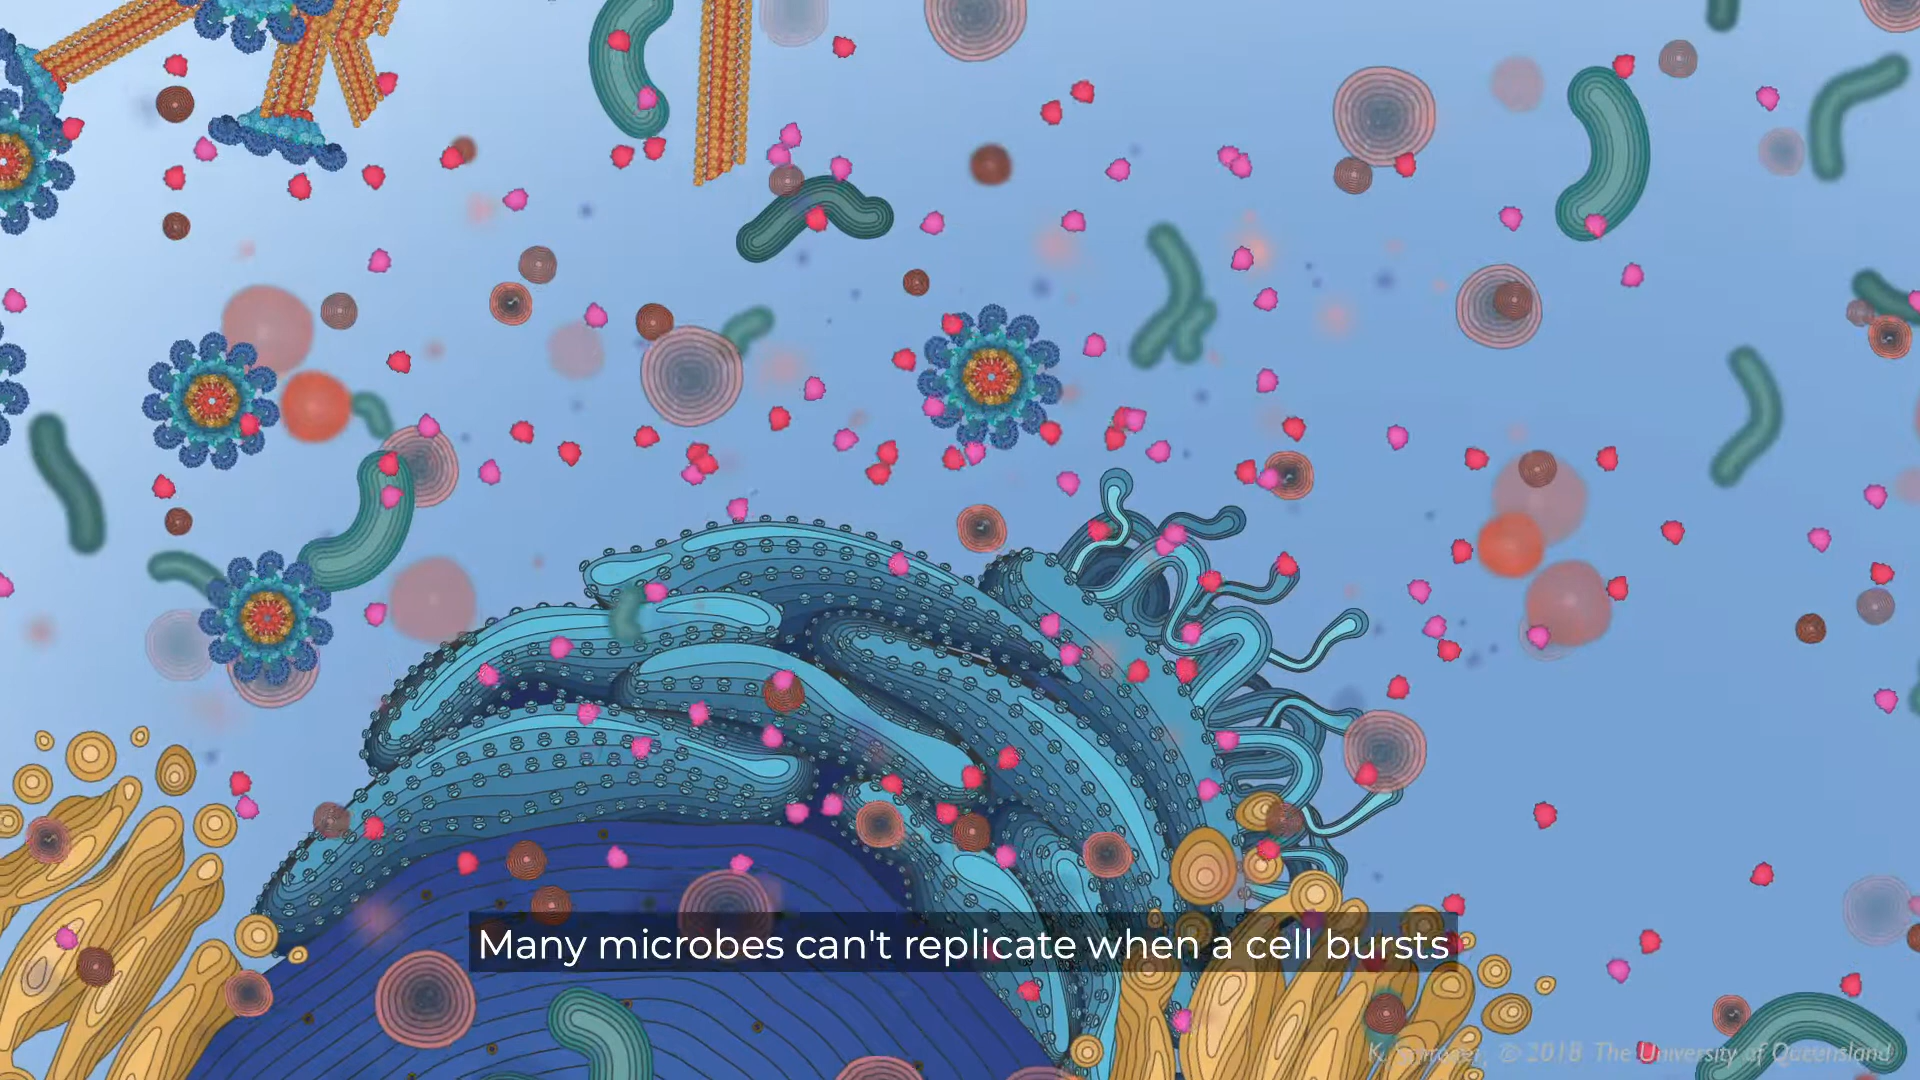 Many microbes can't replicate when a cell bursts
© 2018 The University of Queensland